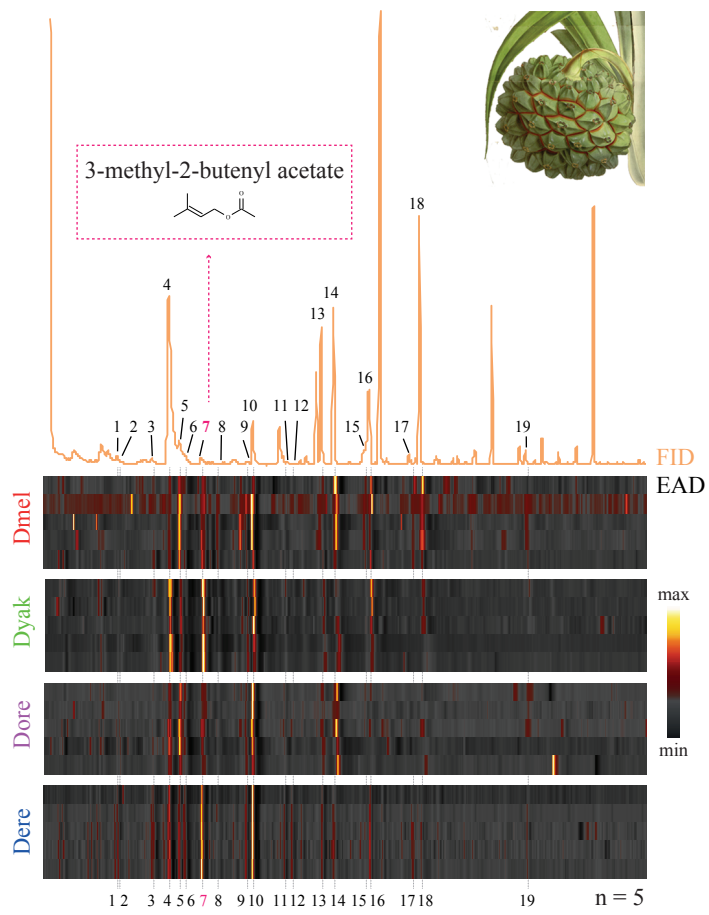 3-methyl-2-butenyl acetate
O
O
18
4
14
13
16
10
5
11
12
15
17
19
1
2
3
6
7
8
9
FID
EAD
Dmel
Dyak
Dore
Dere
max
min
1 2 3 4 5 6 7 8 9 10 11 12 13 14 15 16 17 18 19
n = 5